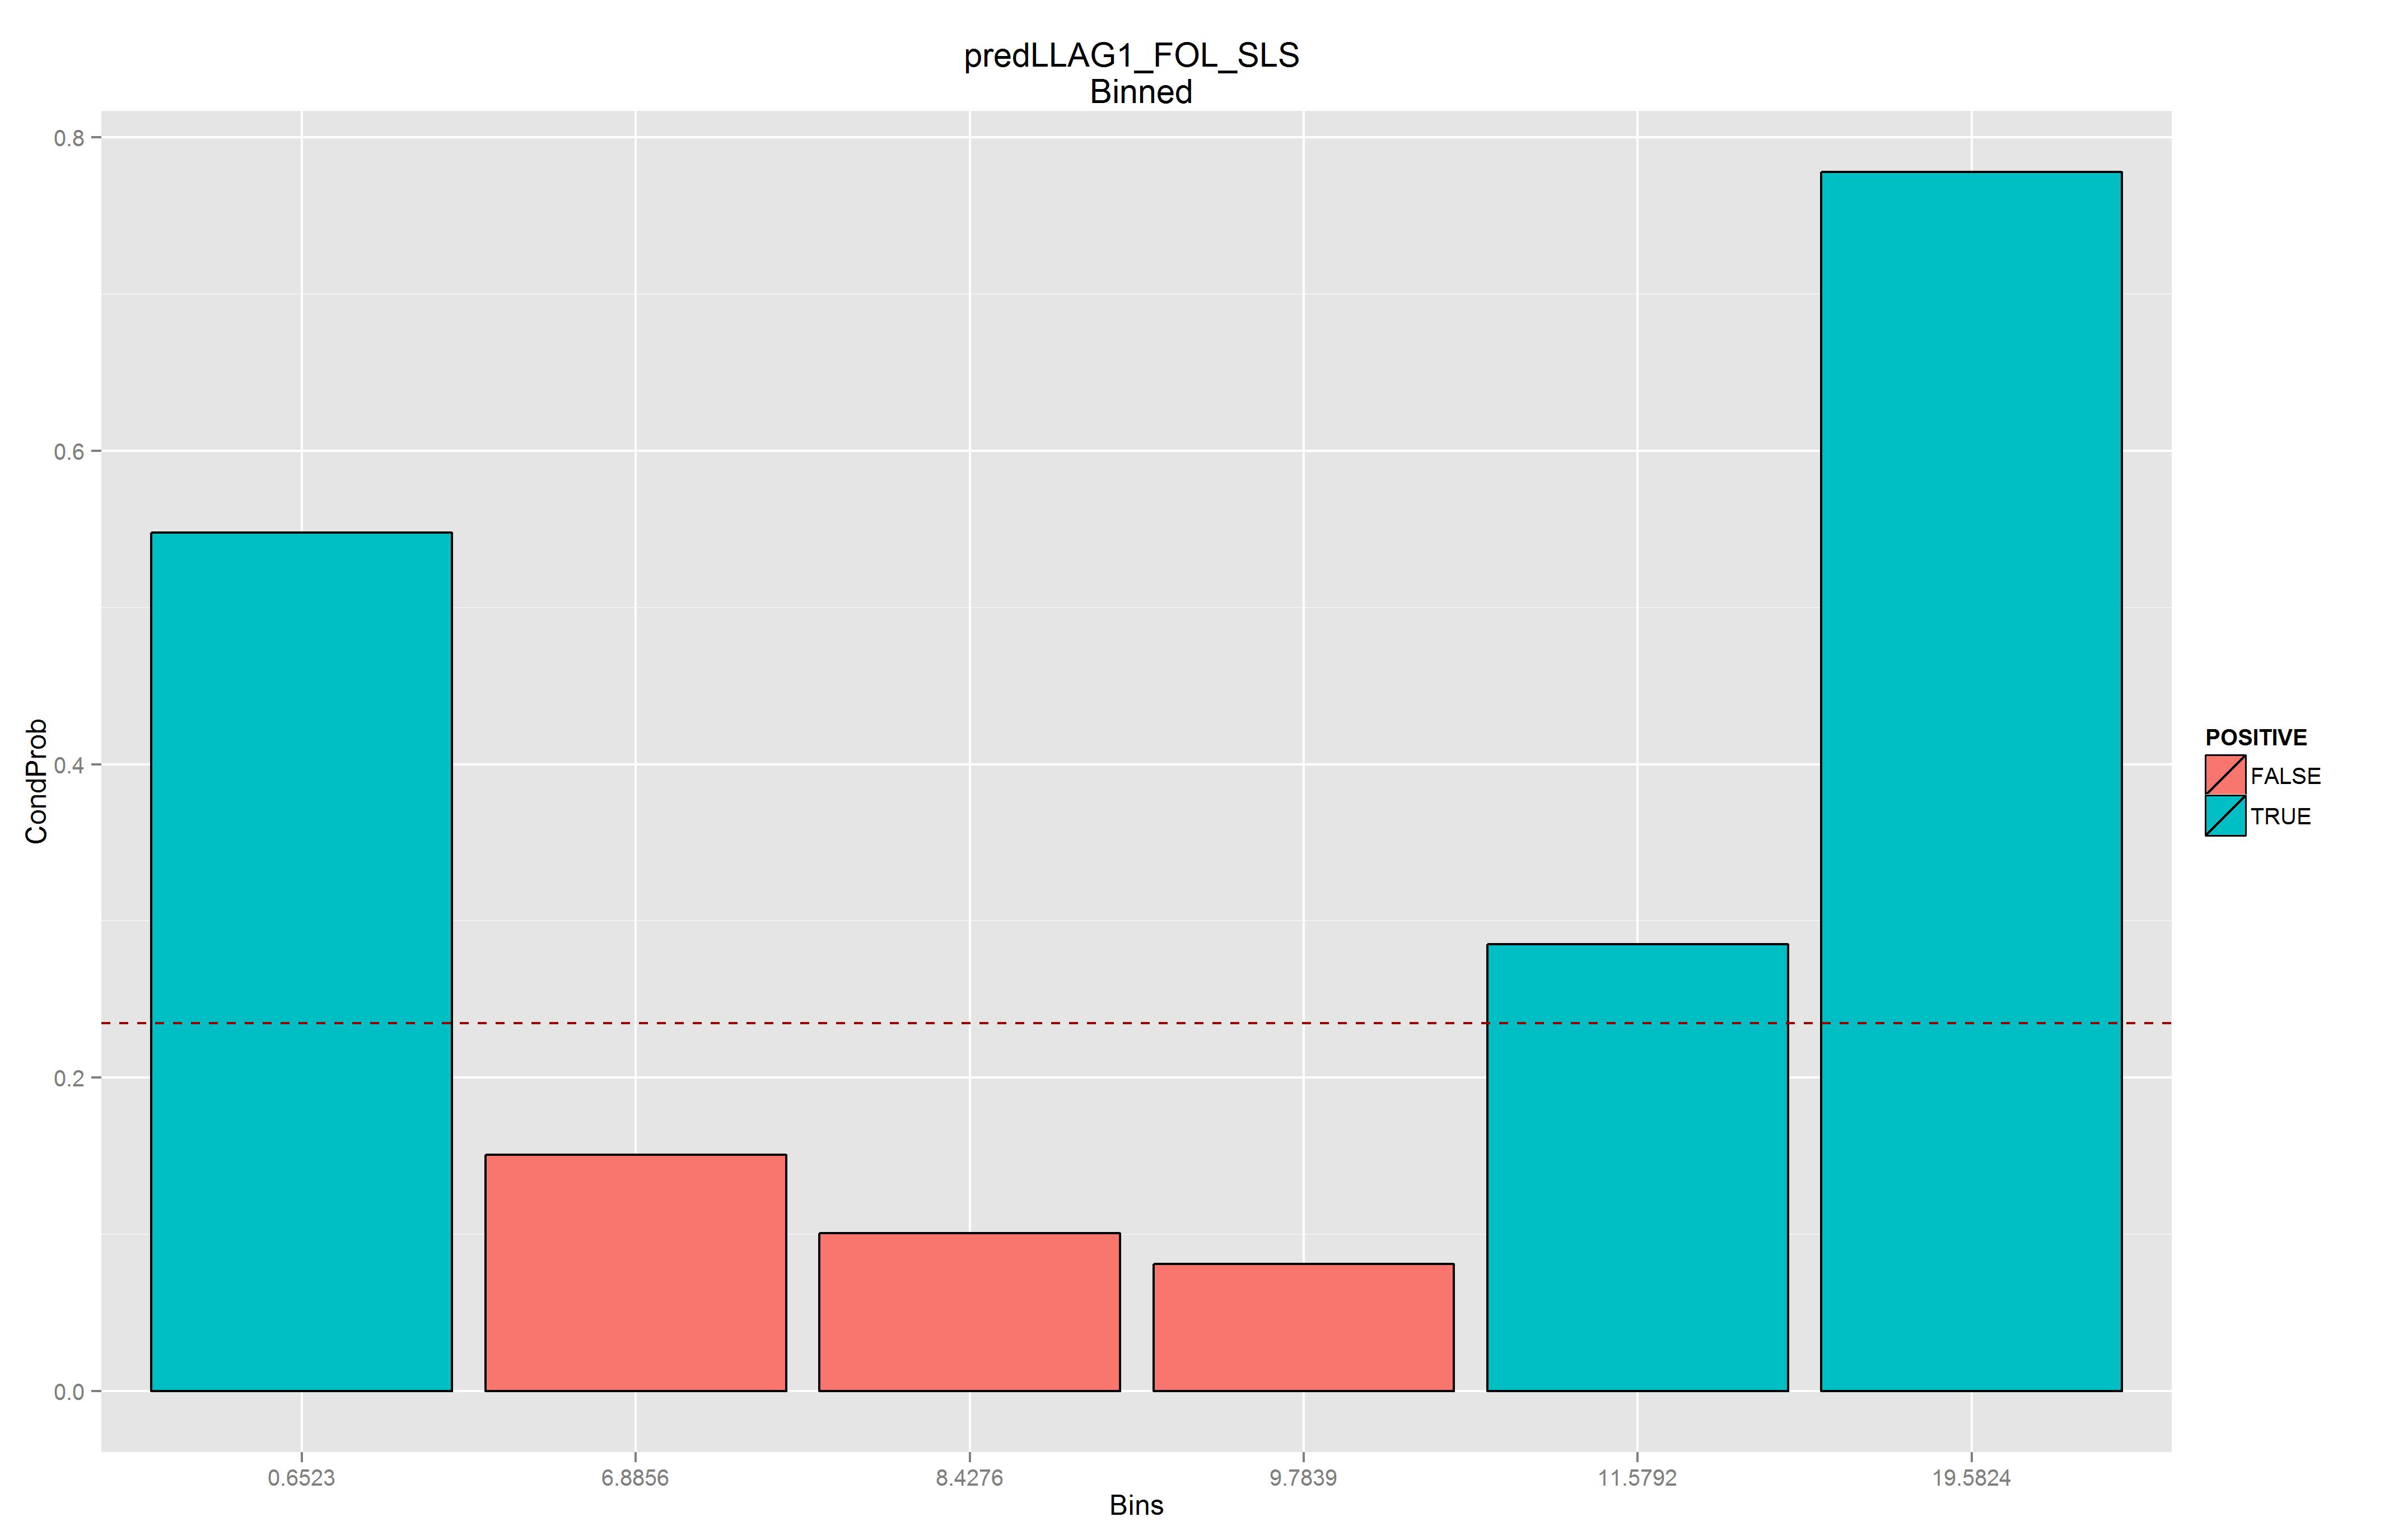 predLLAG1_FOL_SLS
Binned
0.8
0.6
0.4
0.2
0.0
CondProb
0.6523 6.8856 8.4276 9.7839 11.5792 19.5824
Bins
POSITIVE
FALSE
TRUE